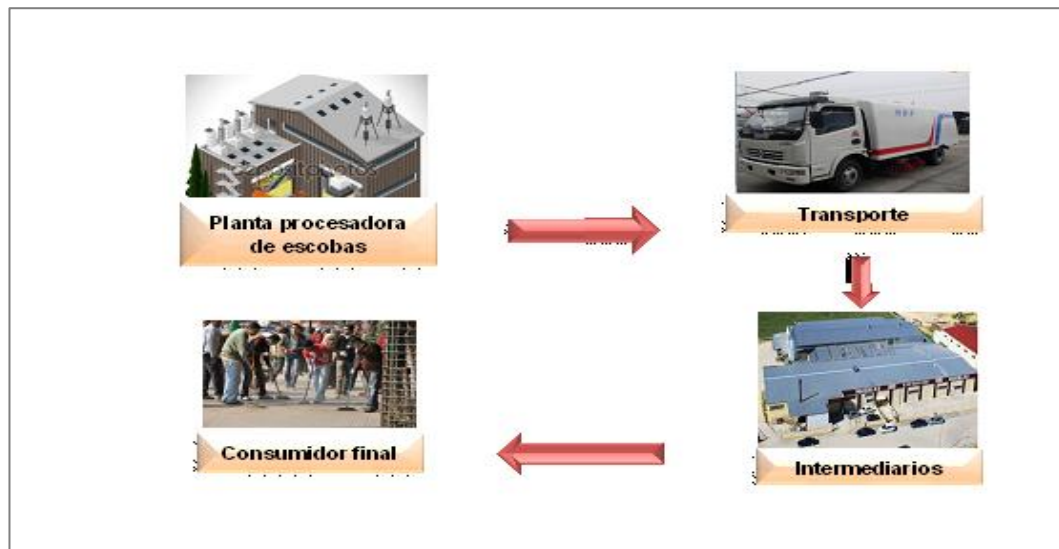 Planta procesadora
de escobas
Transporte
Consumidor final
Intermediarios